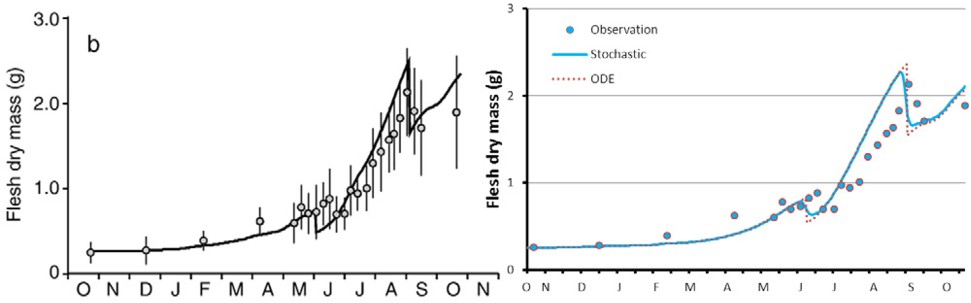 Flesh dry mass (g)
3.0
2.0
1.0
0
b
O N D J F M A M J J A S O N
Flesh dry mass (g)
3
2
1
0
Observation
Stochastic
ODE
O N D J F M A M J J A S O